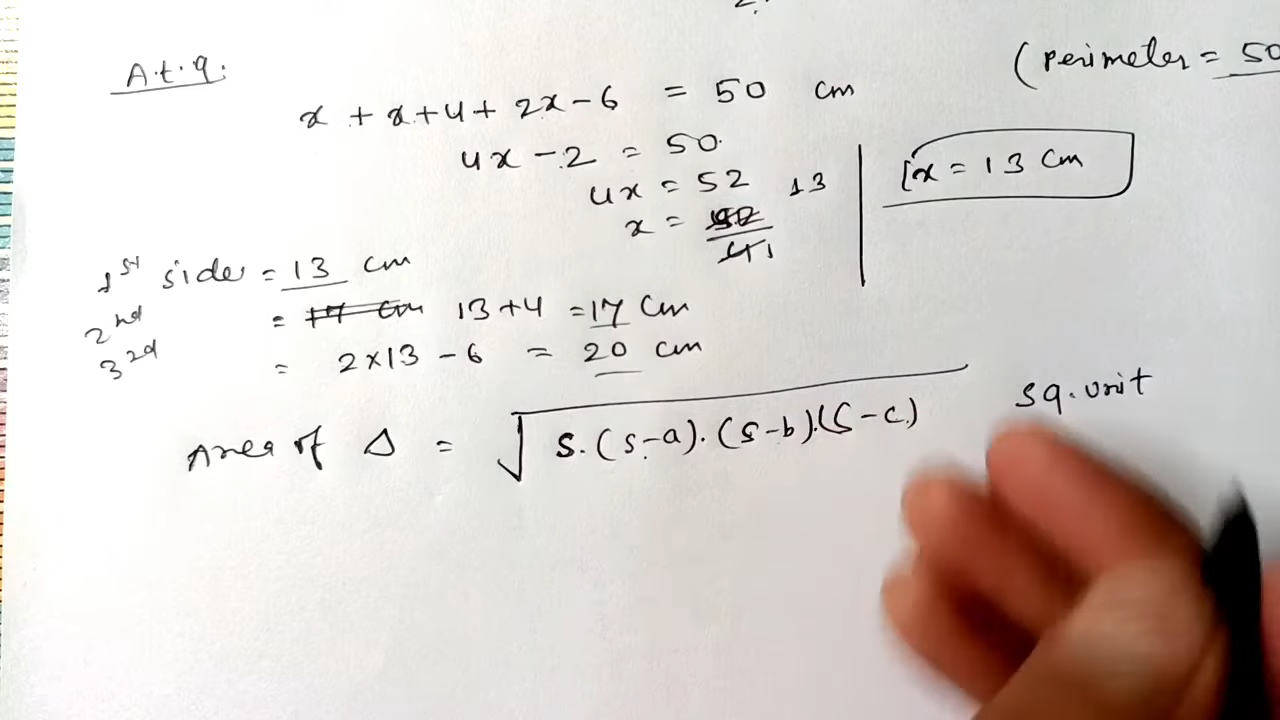 A.t.q.
(perimeter = 50
x + x + 4 + 2x - 6 = 50 cm
4x - 2 = 50
4x = 52
x = 52/4 13
x = 13 cm
1st side = 13 cm
2nd = 17 cm 13 + 4 = 17 cm
3rd = 2 x 13 - 6 = 20 cm
Area of Δ = √s.(s-a).(s-b).(s-c) sq. unit